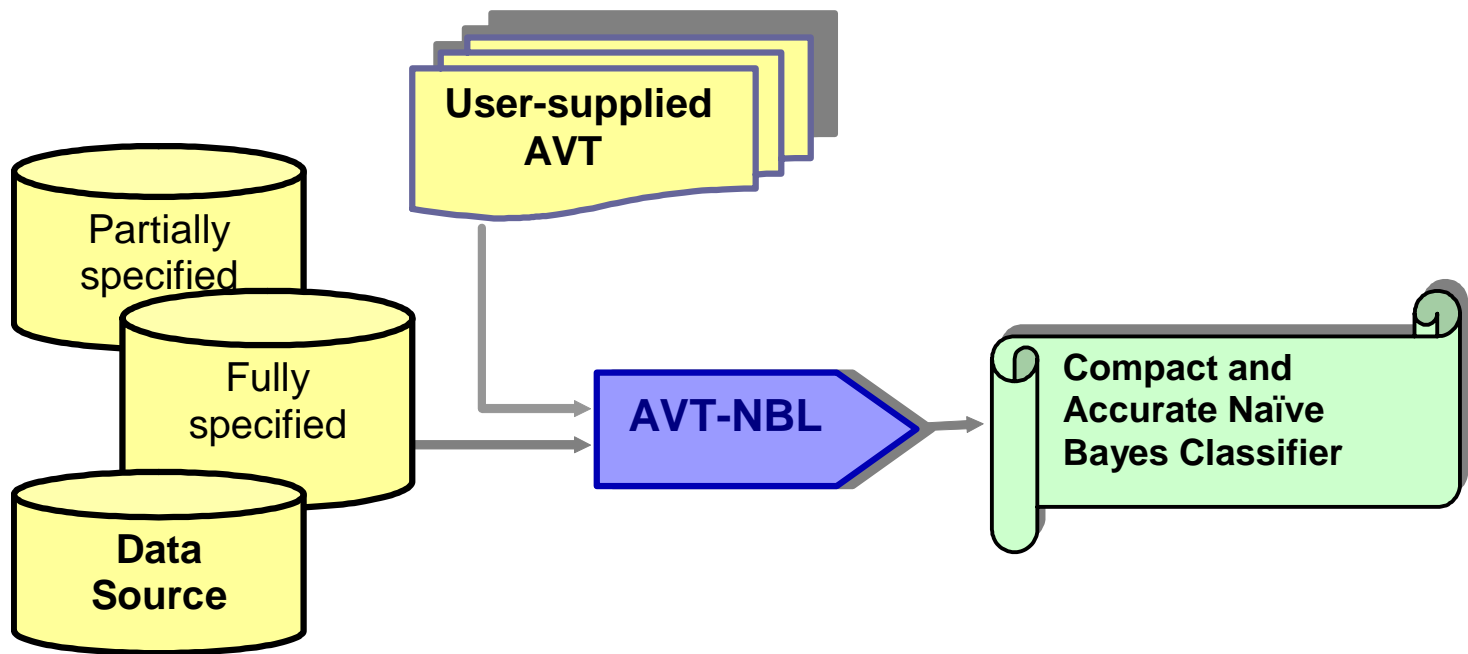 User-supplied
AVT
Partially
specified
Fully
specified
Data
Source
AVT-NBL
Compact and
Accurate Naïve
Bayes Classifier